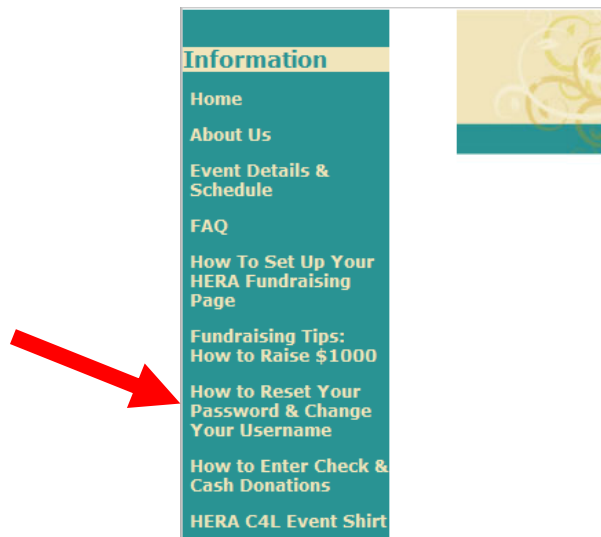 Information
Home
About Us
Event Details &
Schedule
FAQ
How To Set Up Your
HERA Fundraising
Page
Fundraising Tips:
How to Raise $1000
How to Reset Your
Password & Change
Your Username
How to Enter Check &
Cash Donations
HERA C4L Event Shirt